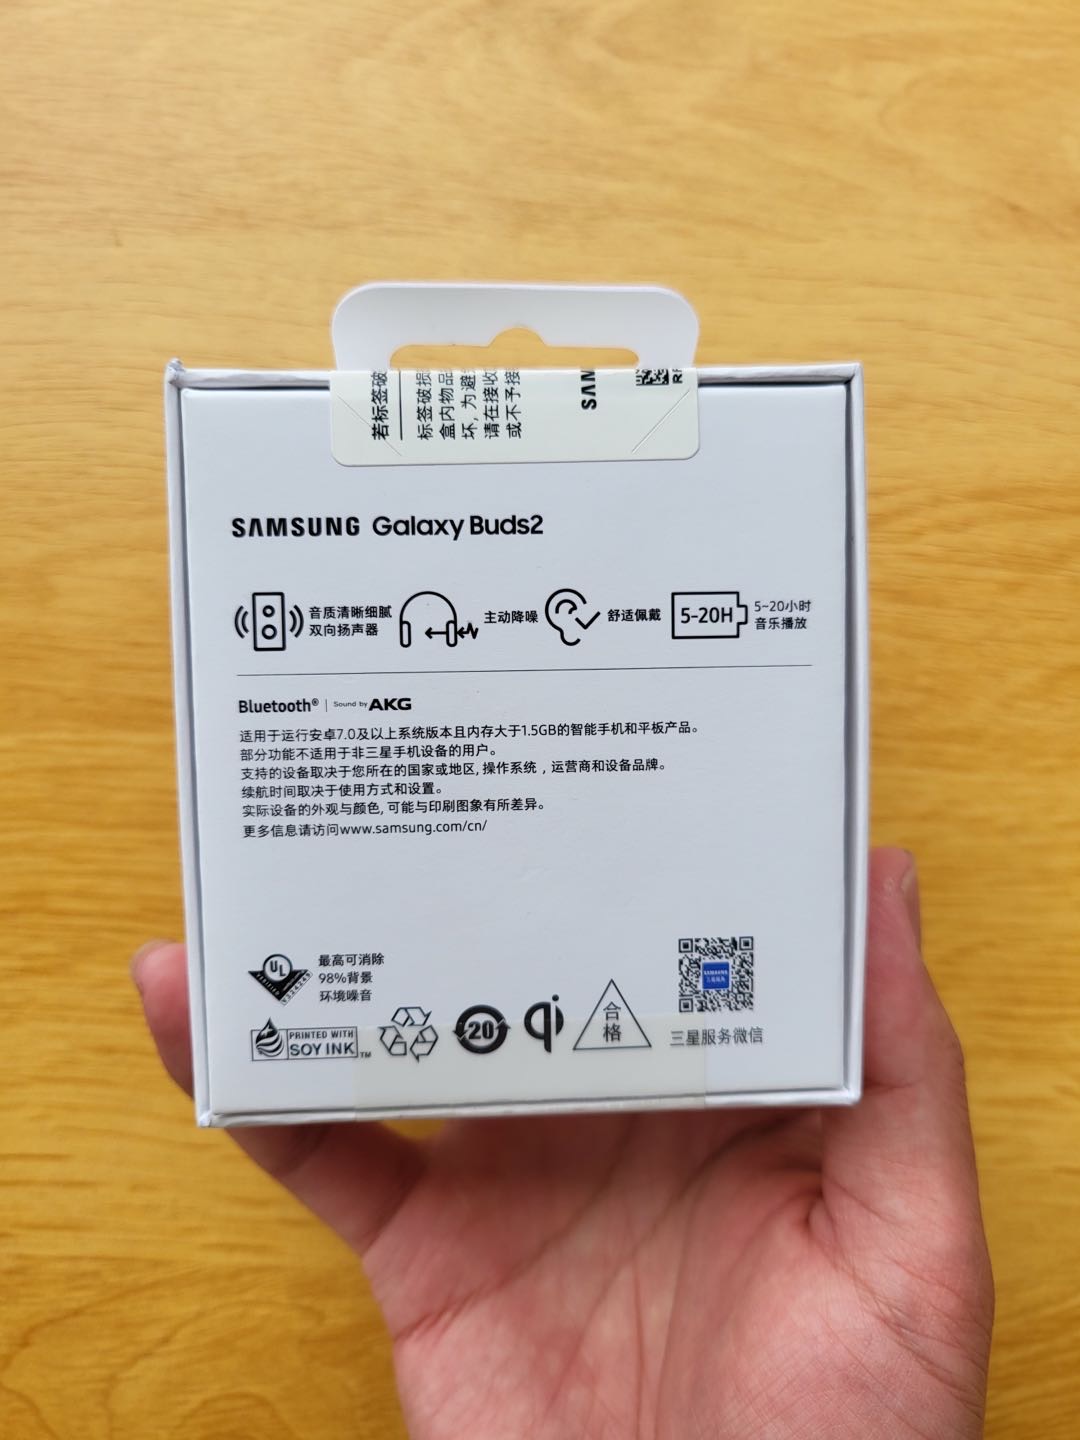 若标签破
标签破损
盒内物品
坏,为避
请在接收
或不予接
SAMSUNG Galaxy Buds2
音质清晰细腻
双向扬声器
主动降噪
舒适佩戴
5-20H
5~20小时
音乐播放
Bluetooth® | Sound by AKG
适用于运行安卓7.0及以上系统版本且内存大于1.5GB的智能手机和平板产品。
部分功能不适用于非三星手机设备的用户。
支持的设备取决于您所在的国家或地区,操作系统,运营商和设备品牌。
续航时间取决于使用方式和设置。
实际设备的外观与颜色,可能与印刷图象有所差异。
更多信息请访问www.samsung.com/cn/
UL
最高可消除
98%背景
环境噪音
PRINTED WITH
SOY INK™
20
qi
合
格
SAMSUNG
三星服务微信